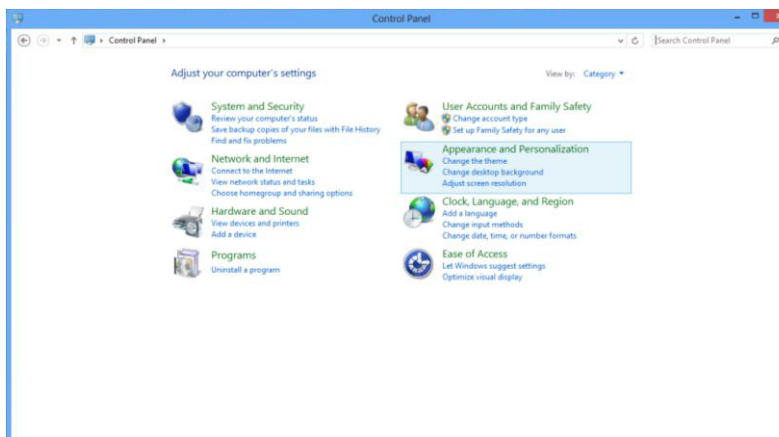 Control Panel
Control Panel
Search Control Panel
Adjust your computer's settings
View by: Category
System and Security
Review your computer's status
Save backup copies of your files with File History
Find and fix problems
Network and Internet
Connect to the Internet
View network status and tasks
Choose homegroup and sharing options
Hardware and Sound
View devices and printers
Add a device
Programs
Uninstall a program
User Accounts and Family Safety
Change account type
Set up Family Safety for any user
Appearance and Personalization
Change the theme
Change desktop background
Adjust screen resolution
Clock, Language, and Region
Add a language
Change input methods
Change date, time, or number formats
Ease of Access
Let Windows suggest settings
Optimize visual display